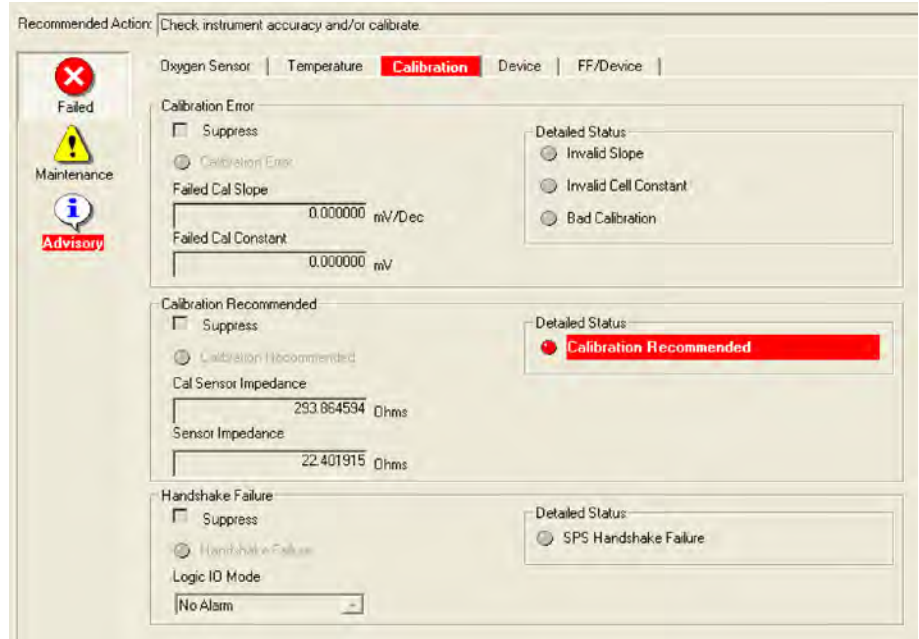 Recommended Action: Check instrument accuracy and/or calibrate.
Failed
Maintenance
Advisory
Oxygen Sensor | Temperature Calibration Device | FF/Device |
Calibration Error
Suppress
Calibration Error
Failed Cal Slope
0.000000 mV/Dec
Failed Cal Constant
0.000000 mV
Detailed Status
Invalid Slope
Invalid Cell Constant
Bad Calibration
Calibration Recommended
Suppress
Calibration Recommended
Cal Sensor Impedance
293.864594 Ohms
Sensor Impedance
22.401915 Ohms
Detailed Status
Calibration Recommended
Handshake Failure
Suppress
Handshake Failure
Logic IO Mode
No Alarm
Detailed Status
SPS Handshake Failure